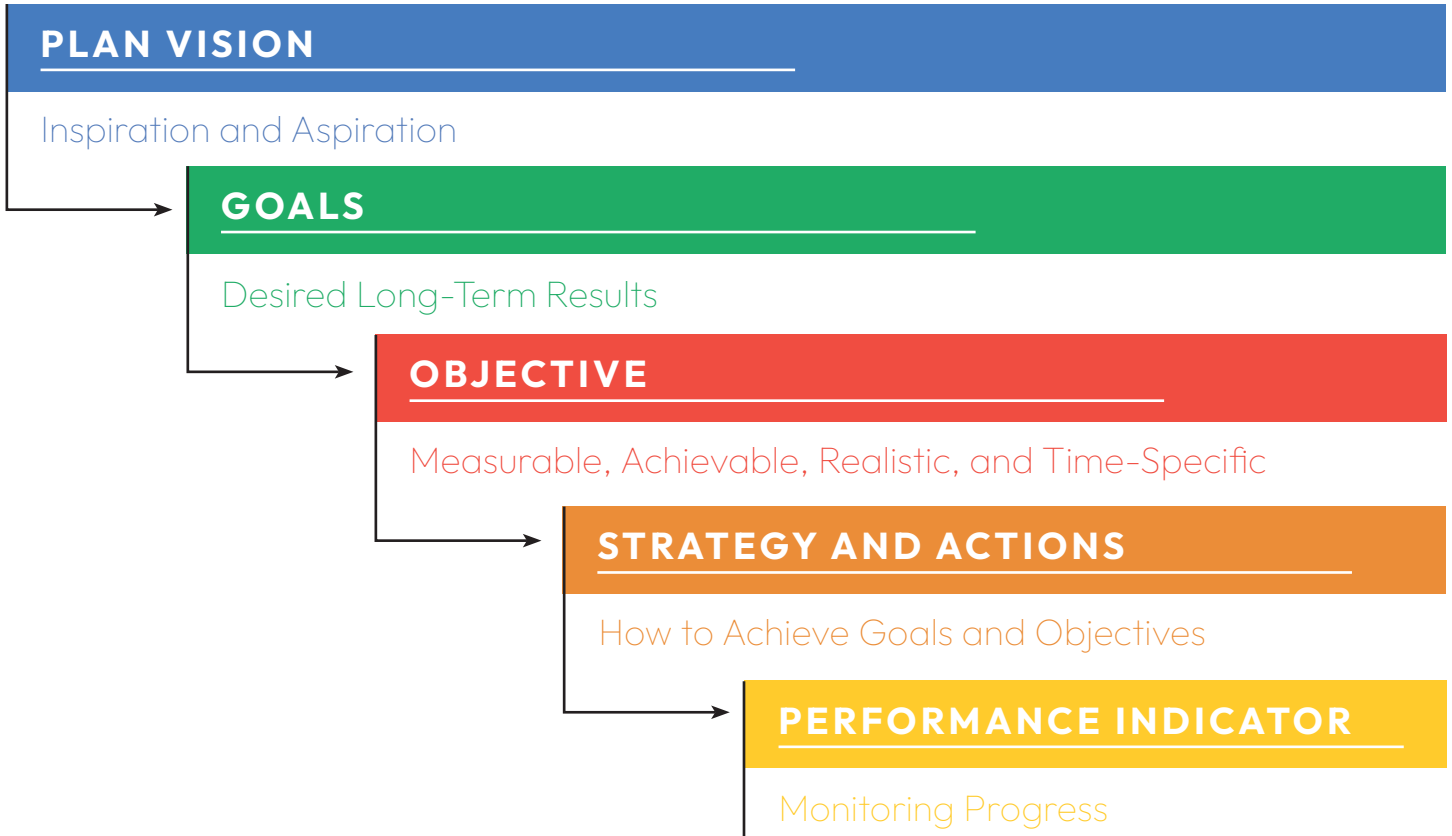 PLAN VISION
Inspiration and Aspiration
GOALS
Desired Long-Term Results
OBJECTIVE
Measurable, Achievable, Realistic, and Time-Specific
STRATEGY AND ACTIONS
How to Achieve Goals and Objectives
PERFORMANCE INDICATOR
Monitoring Progress